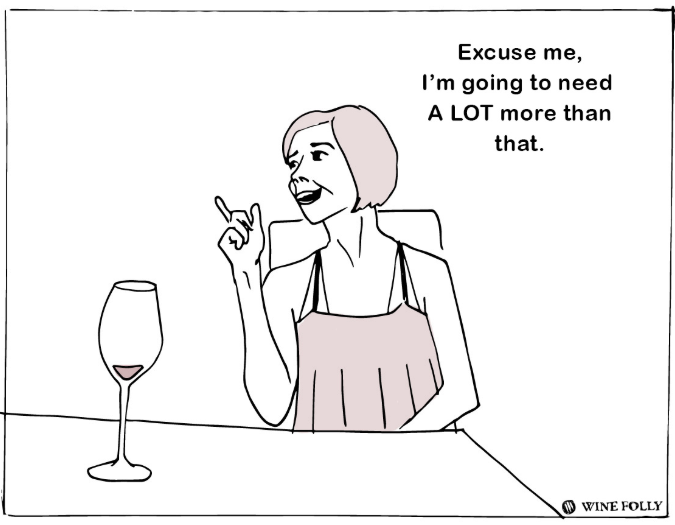 Excuse me,
I’m going to need
A LOT more than
that.
WINE FOLLY